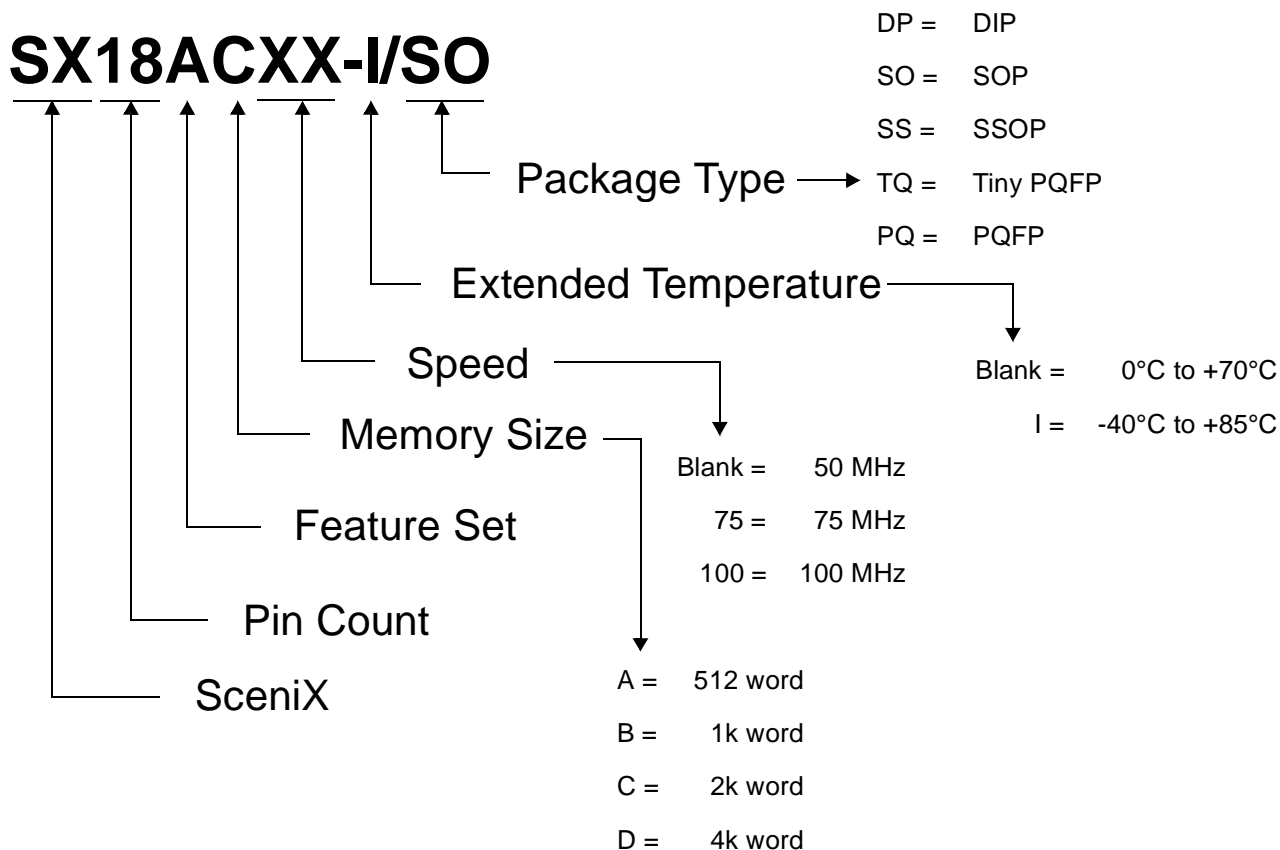 SX18ACXX-I/SO
DP = DIP
SO = SOP
SS = SSOP
Package Type
TQ = Tiny PQFP
PQ = PQFP
Extended Temperature
Blank = 0°C to +70°C
I = -40°C to +85°C
Speed
Blank = 50 MHz
75 = 75 MHz
100 = 100 MHz
Memory Size
A = 512 word
B = 1k word
C = 2k word
D = 4k word
Feature Set
Pin Count
SceniX